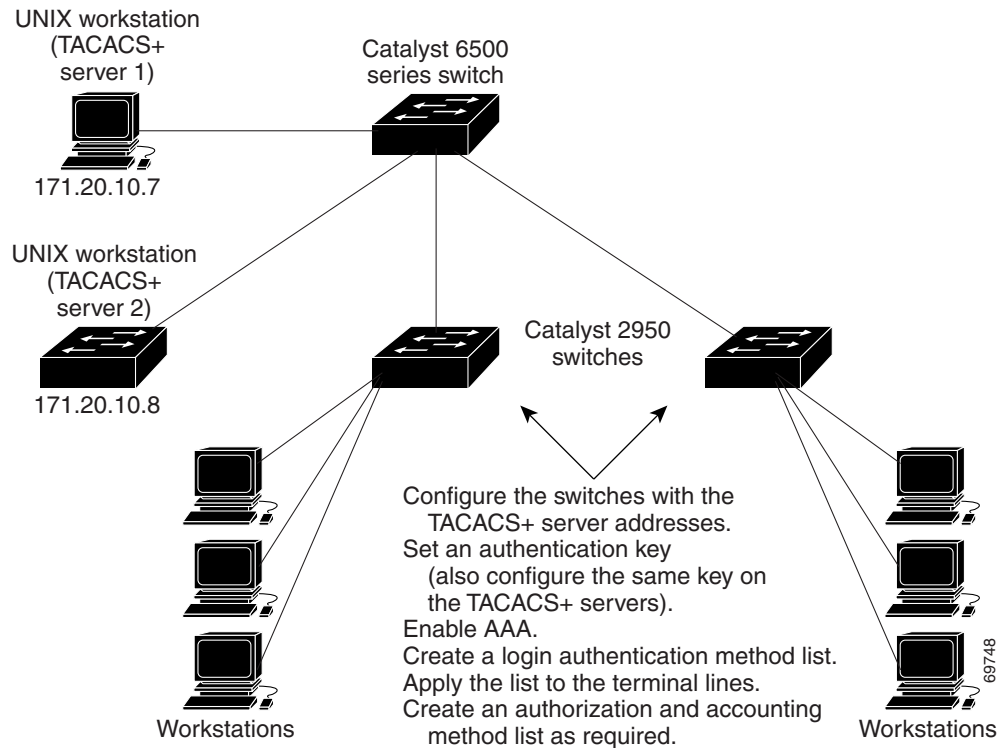 UNIX workstation
(TACACS+
server 1)
Catalyst 6500
series switch
171.20.10.7
UNIX workstation
(TACACS+
server 2)
Catalyst 2950
switches
171.20.10.8
Configure the switches with the
TACACS+ server addresses.
Set an authentication key
(also configure the same key on
the TACACS+ servers).
Enable AAA.
Create a login authentication method list.
Apply the list to the terminal lines.
Create an authorization and accounting
method list as required.
Workstations
Workstations
69748